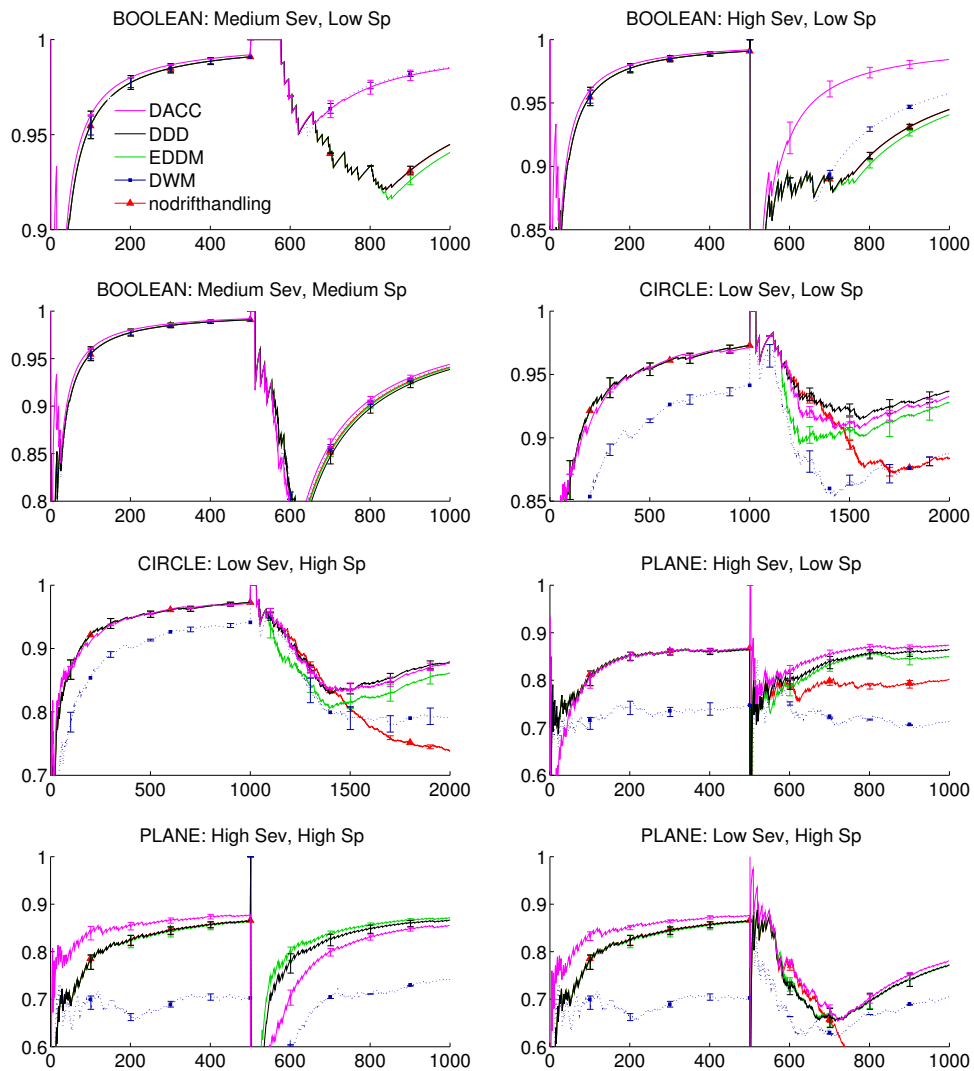 BOOLEAN: Medium Sev, Low Sp
1
0.95
0.9
0 200 400 600 800 1000
DACC
DDD
EDDM
DWM
nodrifthandling
BOOLEAN: High Sev, Low Sp
1
0.95
0.9
0.85
0 200 400 600 800 1000
BOOLEAN: Medium Sev, Medium Sp
1
0.95
0.9
0.85
0.8
0 200 400 600 800 1000
CIRCLE: Low Sev, Low Sp
1
0.95
0.9
0.85
0 500 1000 1500 2000
CIRCLE: Low Sev, High Sp
1
0.9
0.8
0.7
0 500 1000 1500 2000
PLANE: High Sev, Low Sp
1
0.9
0.8
0.7
0.6
0 200 400 600 800 1000
PLANE: High Sev, High Sp
1
0.9
0.8
0.7
0.6
0 200 400 600 800 1000
PLANE: Low Sev, High Sp
1
0.9
0.8
0.7
0.6
0 200 400 600 800 1000